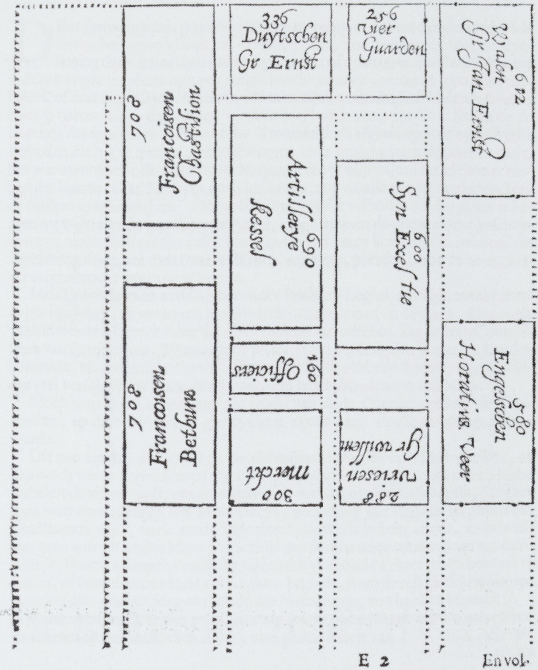 336
Duytschen
Gr Ernst
256
Vier
Guarden
612
Walen
Gr Jan Ernst
708
Francoisen
Chastilion
690
Artillerye
Kessel
600
Syn Excel tie
580
Engelschen
Horatius Veer
708
Francoisen
Bethuns
160
Officiers
300
Merckt
288
Vriesen
Gr willem
E 2
En vol-